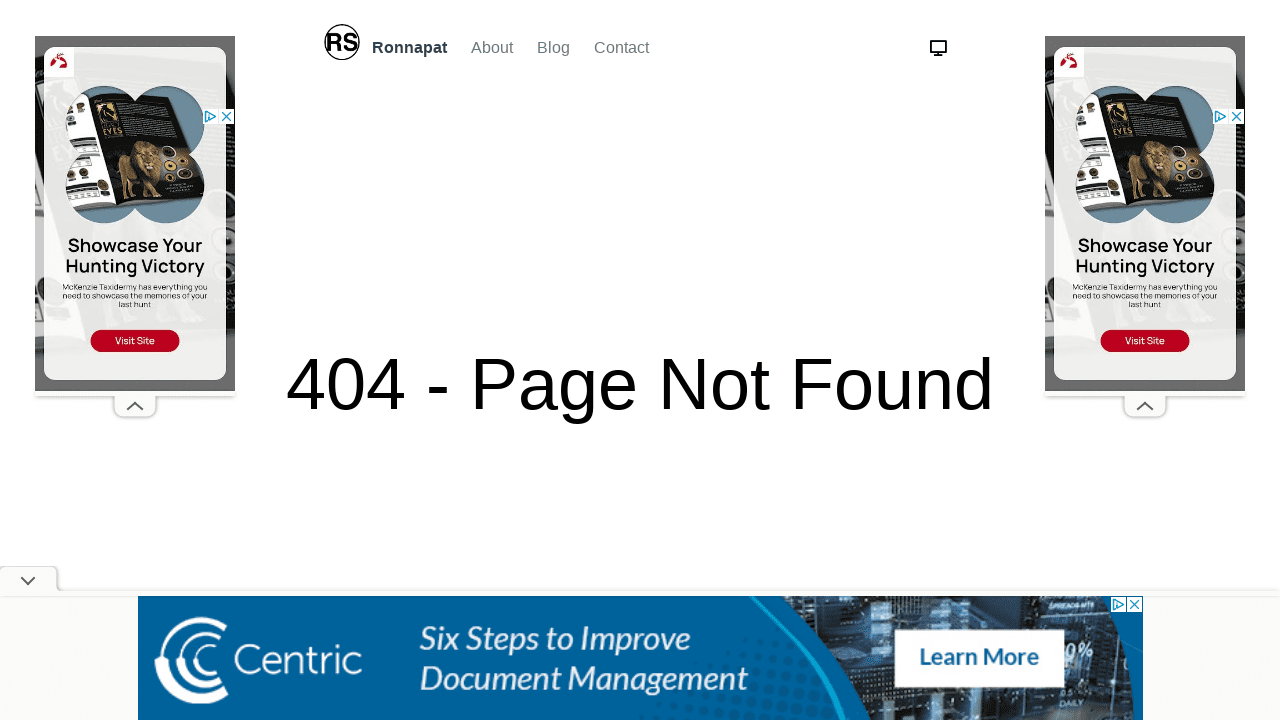 RS Ronnapat About Blog Contact
Showcase Your
Hunting Victory
McKenzie Taxidermy has everything you
need to showcase the memories of your
last hunt
Visit Site
Showcase Your
Hunting Victory
McKenzie Taxidermy has everything you
need to showcase the memories of your
last hunt
Visit Site
404 - Page Not Found
Centric
Six Steps to Improve
Document Management
Learn More